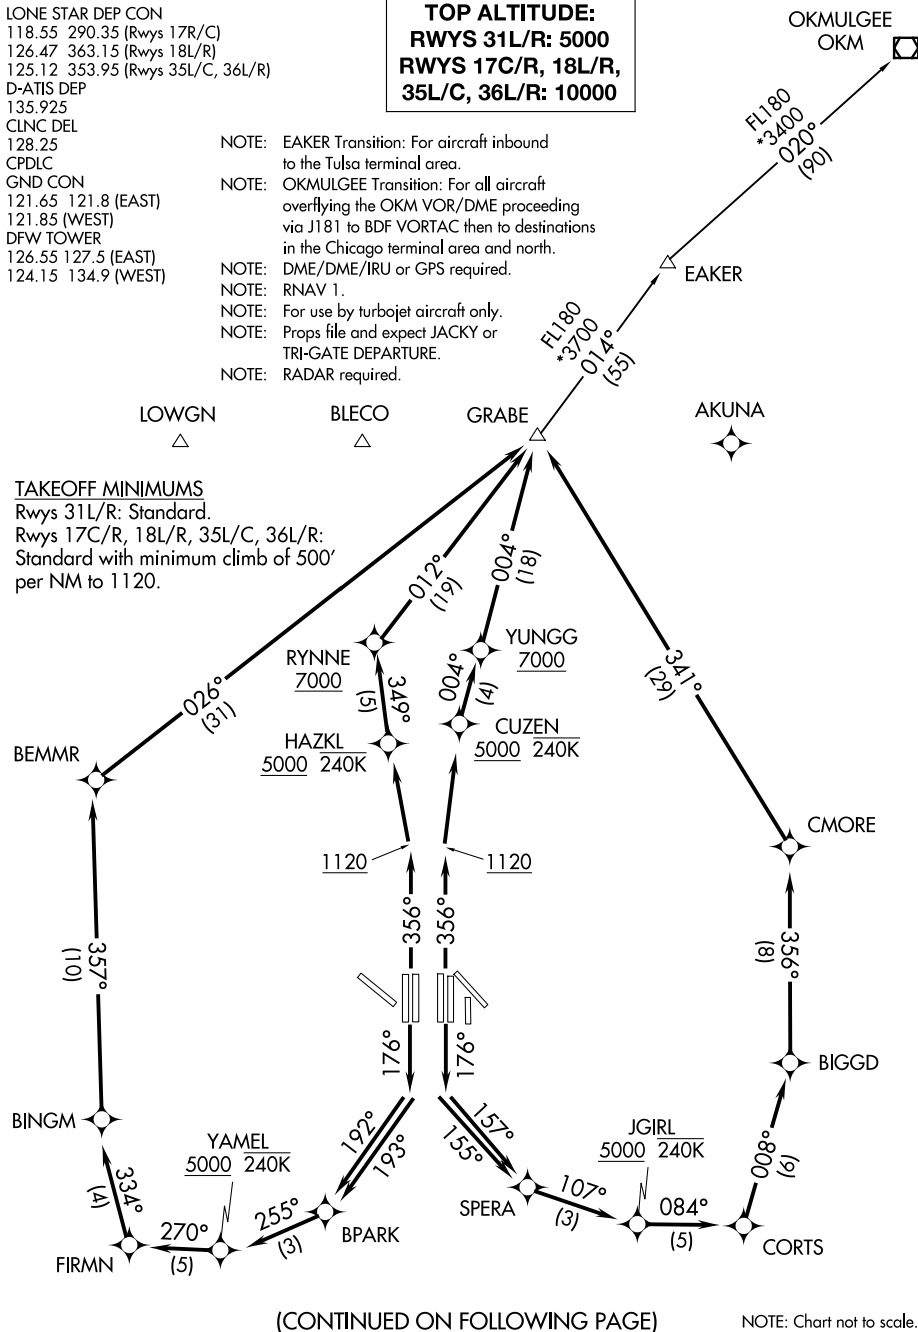 LONE STAR DEP CON
118.55 290.35 (Rwys 17R/C)
126.47 363.15 (Rwys 18L/R)
125.12 353.95 (Rwys 35L/C, 36L/R)
D-ATIS DEP
135.925
CLNC DEL
128.25
CPDLC
GND CON
121.65 121.8 (EAST)
121.85 (WEST)
DFW TOWER
126.55 127.5 (EAST)
124.15 134.9 (WEST)
TOP ALTITUDE:
RWYS 31L/R: 5000
RWYS 17C/R, 18L/R,
35L/C, 36L/R: 10000
OKMULGEE
OKM
NOTE: EAKER Transition: For aircraft inbound
to the Tulsa terminal area.
NOTE: OKMULGEE Transition: For all aircraft
overflying the OKM VOR/DME proceeding
via J181 to BDF VORTAC then to destinations
in the Chicago terminal area and north.
NOTE: DME/DME/IRU or GPS required.
NOTE: RNAV 1.
NOTE: For use by turbojet aircraft only.
NOTE: Props file and expect JACKY or
TRI-GATE DEPARTURE.
NOTE: RADAR required.
FL180
*3400
020°
(90)
EAKER
FL180
*3700
014°
(55)
LOWGN
BLECO
GRABE
AKUNA
TAKEOFF MINIMUMS
Rwys 31L/R: Standard.
Rwys 17C/R, 18L/R, 35L/C, 36L/R:
Standard with minimum climb of 500'
per NM to 1120.
012°
(19)
004°
(18)
RYNNE
7000
YUNGG
7000
026°
(31)
349°
(5)
004°
(4)
341°
(29)
HAZKL
5000 240K
CUZEN
5000 240K
BEMMR
CMORE
1120
1120
356°
356°
357°
(10)
356°
(8)
176°
176°
BIGGD
BINGM
YAMEL
5000 240K
192°
193°
157°
155°
JGIRL
5000 240K
008°
(9)
334°
(4)
270°
(5)
255°
(3)
BPARK
SPERA
107°
(3)
084°
(5)
FIRMN
CORTS
(CONTINUED ON FOLLOWING PAGE)
NOTE: Chart not to scale.